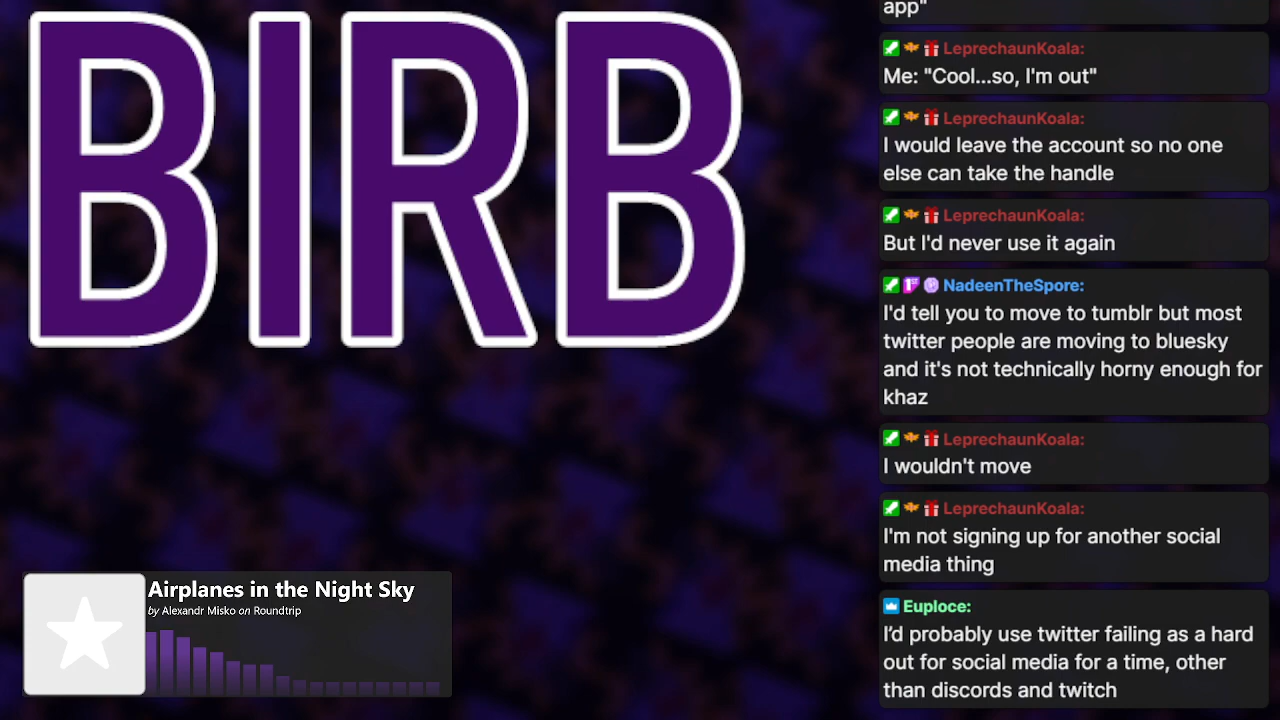 BIRB
app"
LeprechaunKoala:
Me: "Cool...so, I'm out"
LeprechaunKoala:
I would leave the account so no one
else can take the handle
LeprechaunKoala:
But I'd never use it again
NadeenTheSpore:
I'd tell you to move to tumblr but most
twitter people are moving to bluesky
and it's not technically horny enough for
khaz
LeprechaunKoala:
I wouldn't move
LeprechaunKoala:
I'm not signing up for another social
media thing
Euploce:
I’d probably use twitter failing as a hard
out for social media for a time, other
than discords and twitch
Airplanes in the Night Sky
by Alexandr Misko on Roundtrip